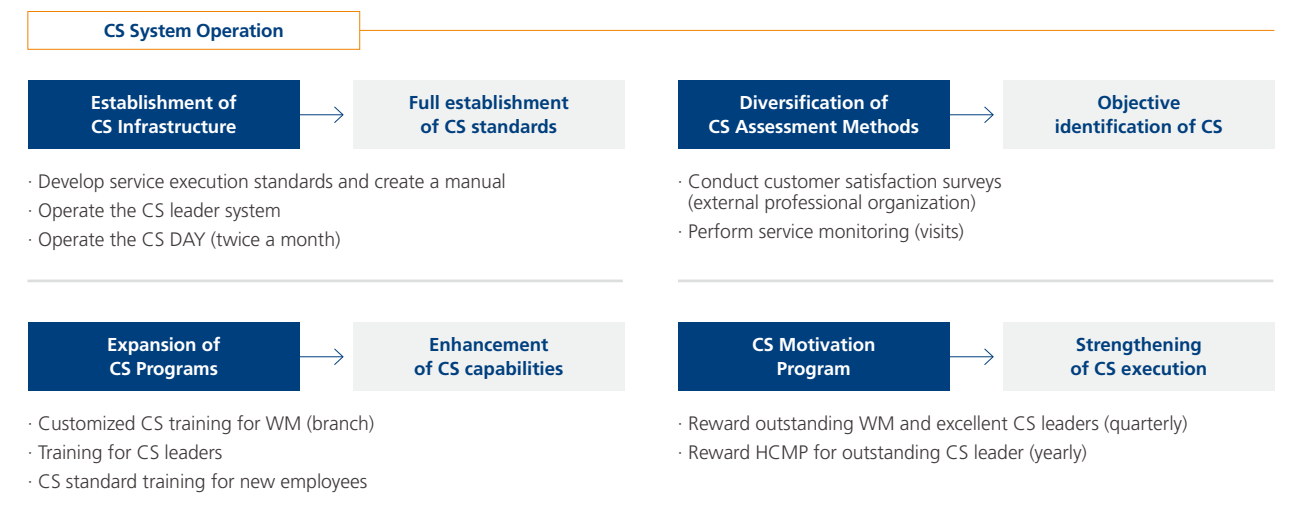 CS System Operation
Establishment of
CS Infrastructure
Full establishment
of CS standards
· Develop service execution standards and create a manual
· Operate the CS leader system
· Operate the CS DAY (twice a month)
Diversification of
CS Assessment Methods
Objective
identification of CS
· Conduct customer satisfaction surveys
(external professional organization)
· Perform service monitoring (visits)
Expansion of
CS Programs
Enhancement
of CS capabilities
· Customized CS training for WM (branch)
· Training for CS leaders
· CS standard training for new employees
CS Motivation
Program
Strengthening
of CS execution
· Reward outstanding WM and excellent CS leaders (quarterly)
· Reward HCMP for outstanding CS leader (yearly)